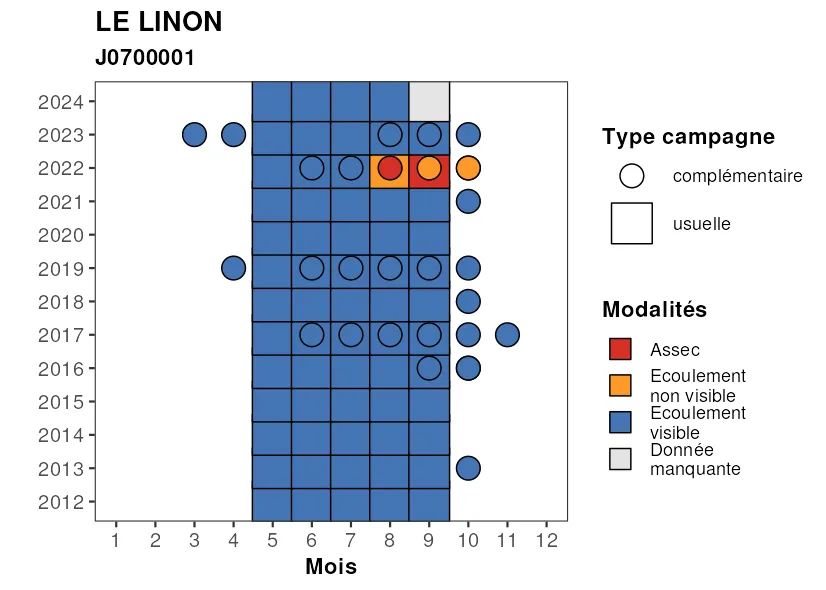 LE LINON
J0700001
2024
2023
2022
2021
2020
2019
2018
2017
2016
2015
2014
2013
2012
1 2 3 4 5 6 7 8 9 10 11 12
Mois
Type campagne
complémentaire
usuelle
Modalités
Assec
Ecoulement
non visible
Ecoulement
visible
Donnée
manquante